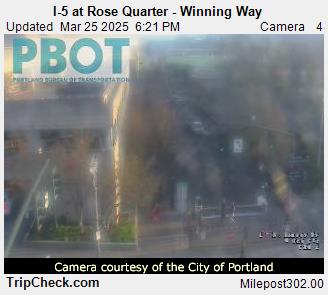 I-5 at Rose Quarter - Winning Way
Updated Mar 25 2025 6:21 PM Camera 4
PBOT
PORTLAND BUREAU OF TRANSPORTATION
Camera courtesy of the City of Portland
TripCheck.com Milepost302.00